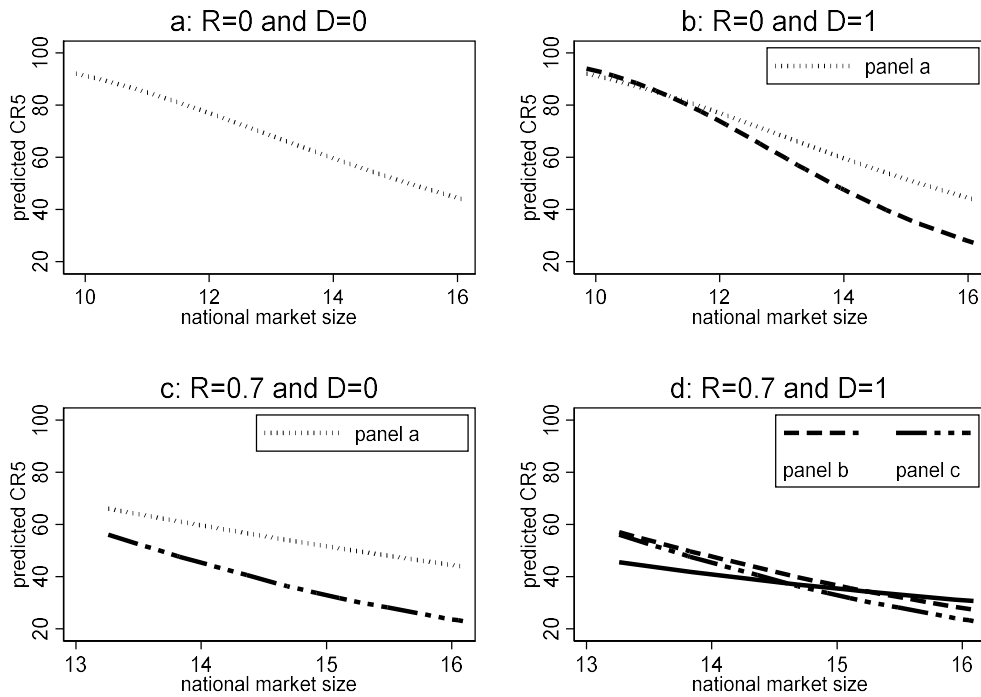 a: R=0 and D=0
predicted CR5
100
80
60
40
20
10
12
14
16
national market size
b: R=0 and D=1
panel a
predicted CR5
100
80
60
40
20
10
12
14
16
national market size
c: R=0.7 and D=0
panel a
predicted CR5
100
80
60
40
20
13
14
15
16
national market size
d: R=0.7 and D=1
panel b
panel c
predicted CR5
100
80
60
40
20
13
14
15
16
national market size